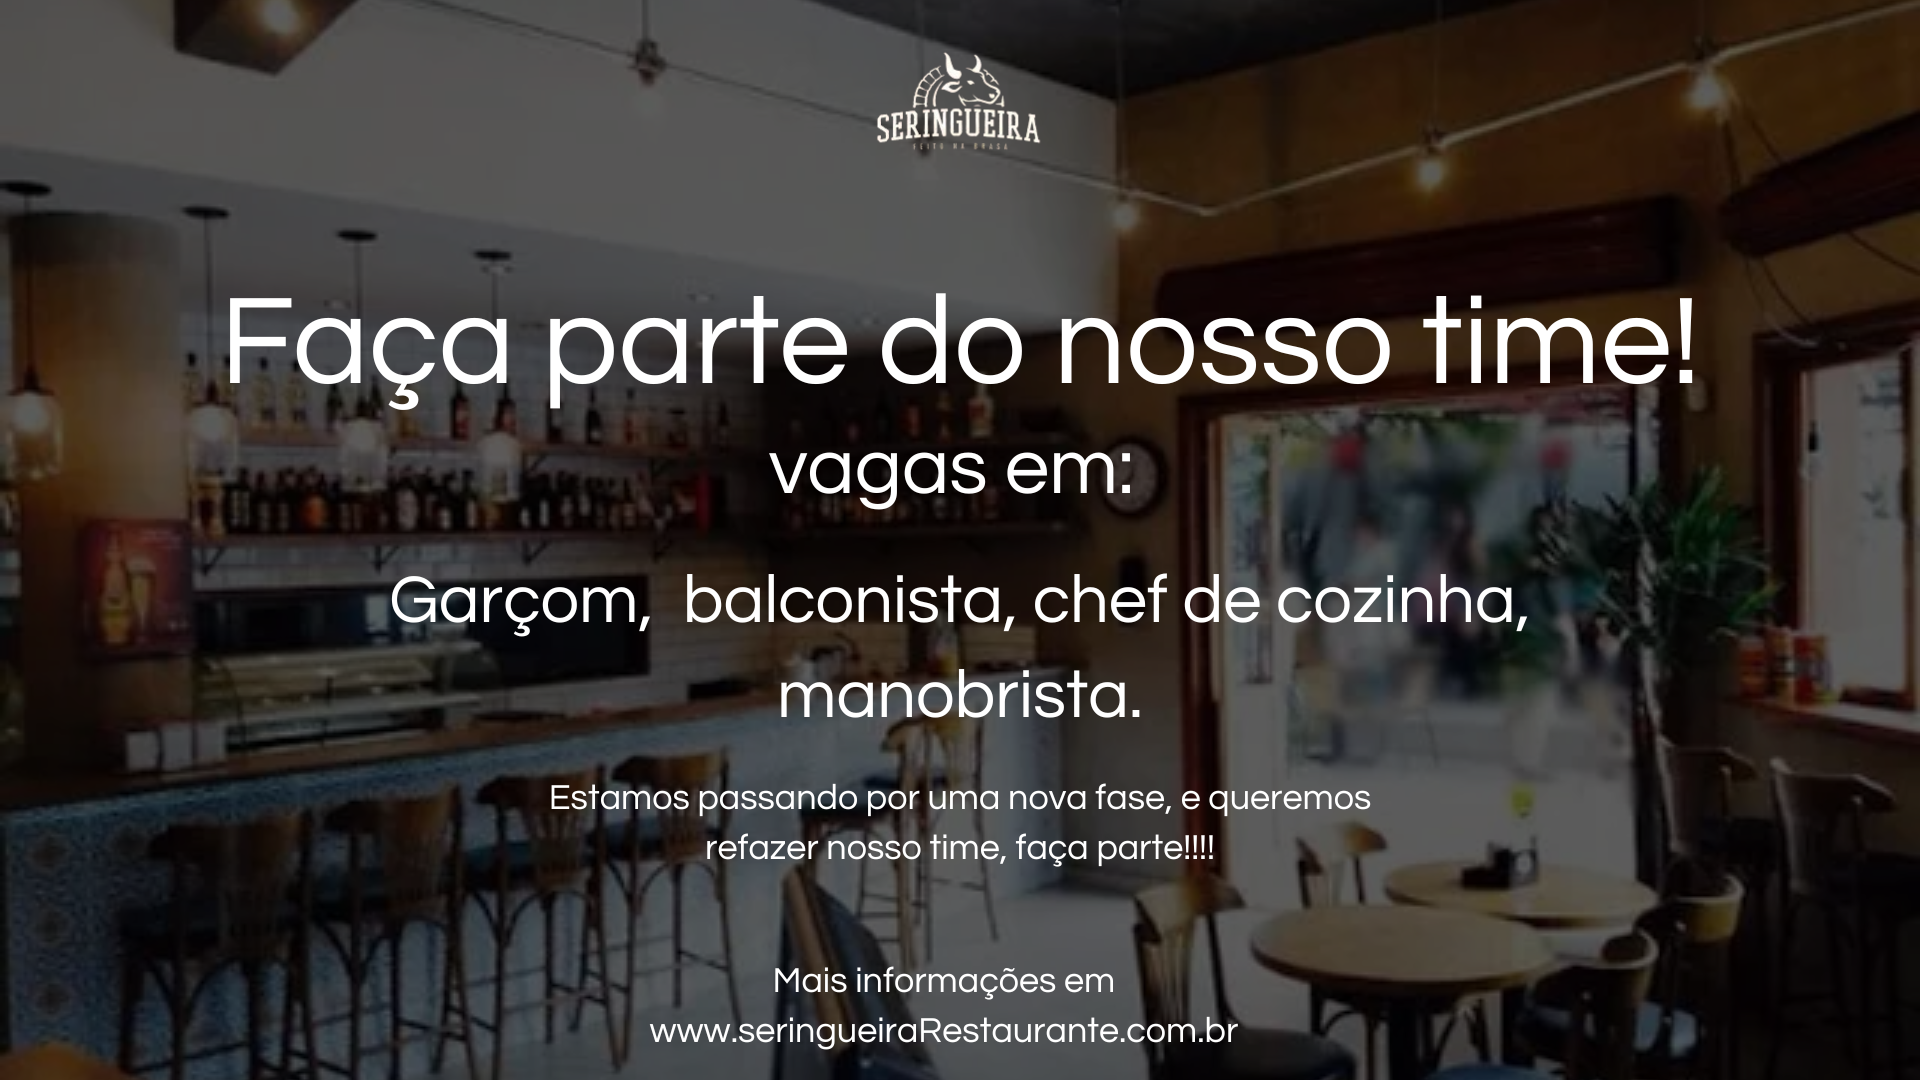 SERINGUEIRA
FEITO NA BRASA
Faça parte do nosso time!
vagas em:
Garçom,  balconista, chef de cozinha,
manobrista.
Estamos passando por uma nova fase, e queremos
refazer nosso time, faça parte!!!!
Mais informações em
www.seringueiraRestaurante.com.br